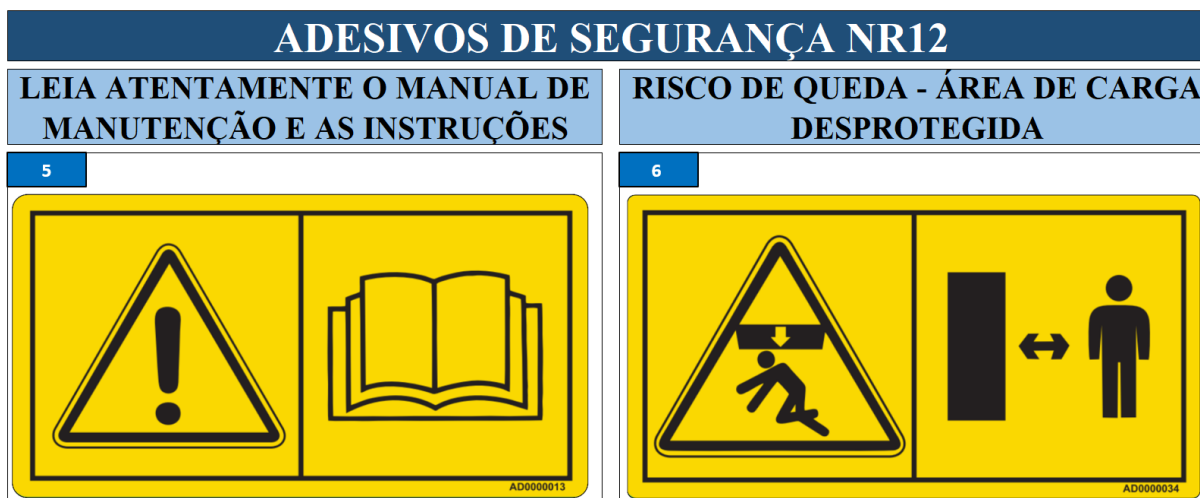 ADESIVOS DE SEGURANÇA NR12
LEIA ATENTAMENTE O MANUAL DE
MANUTENÇÃO E AS INSTRUÇÕES
RISCO DE QUEDA - ÁREA DE CARGA
DESPROTEGIDA
5
6
AD0000013
AD0000034